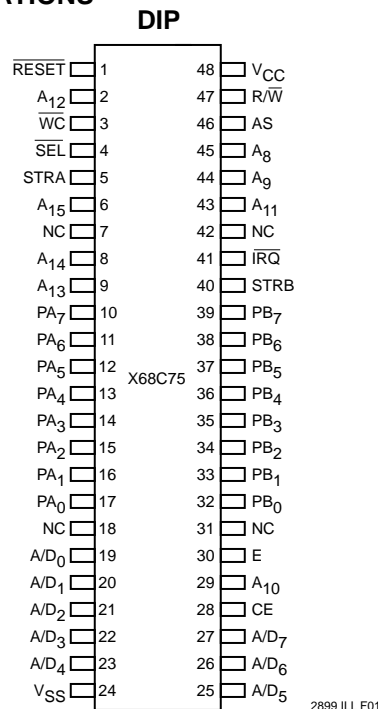 ATIONS
DIP
RESET 1 48 VCC
A12 2 47 R/W
WC 3 46 AS
SEL 4 45 A8
STRA 5 44 A9
A15 6 43 A11
NC 7 42 NC
A14 8 41 IRQ
A13 9 40 STRB
PA7 10 39 PB7
PA6 11 38 PB6
PA5 12 37 PB5
X68C75
PA4 13 36 PB4
PA3 14 35 PB3
PA2 15 34 PB2
PA1 16 33 PB1
PA0 17 32 PB0
NC 18 31 NC
A/D0 19 30 E
A/D1 20 29 A10
A/D2 21 28 CE
A/D3 22 27 A/D7
A/D4 23 26 A/D6
VSS 24 25 A/D5
2899 ILL F01